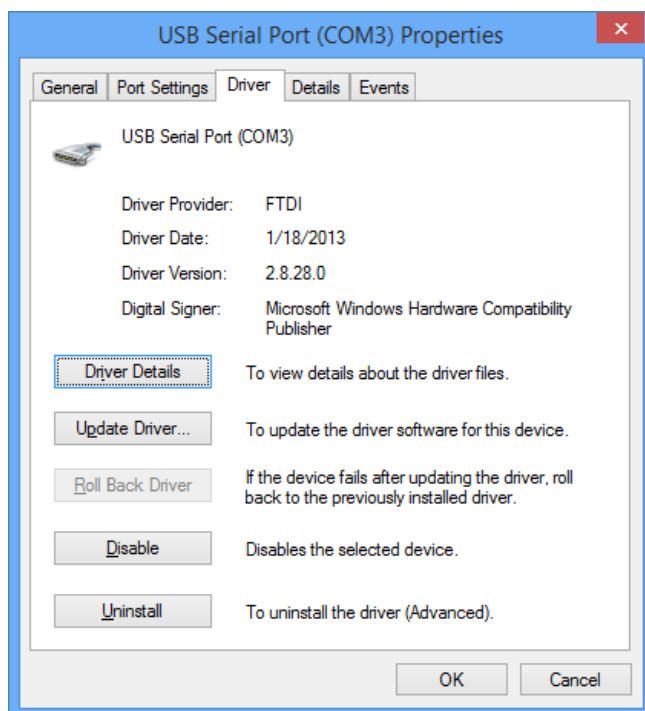 USB Serial Port (COM3) Properties
General Port Settings Driver Details Events
USB Serial Port (COM3)
Driver Provider: FTDI
Driver Date: 1/18/2013
Driver Version: 2.8.28.0
Digital Signer: Microsoft Windows Hardware Compatibility
Publisher
Driver Details To view details about the driver files.
Update Driver... To update the driver software for this device.
Roll Back Driver If the device fails after updating the driver, roll
back to the previously installed driver.
Disable Disables the selected device.
Uninstall To uninstall the driver (Advanced).
OK Cancel